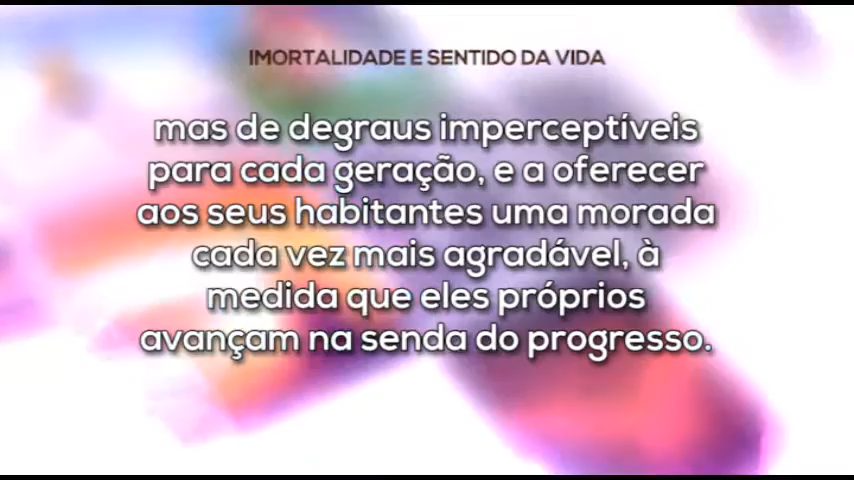 IMORTALIDADE E SENTIDO DA VIDA
mas de degraus imperceptíveis
para cada geração, e a oferecer
aos seus habitantes uma morada
cada vez mais agradável, à
medida que eles próprios
avançam na senda do progresso.